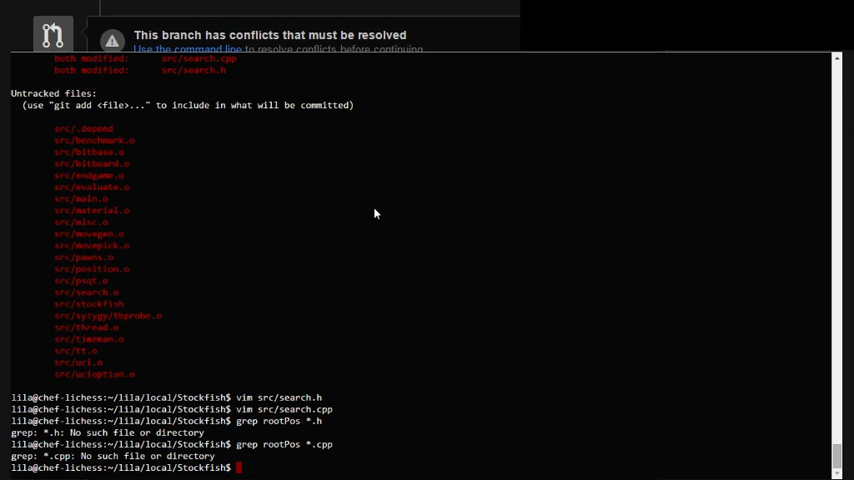 This branch has conflicts that must be resolved
Use the command line to resolve conflicts before continuing.
both modified: src/search.cpp
both modified: src/search.h
Untracked files:
(use "git add <file>..." to include in what will be committed)
src/.depend
src/benchmark.o
src/bitbase.o
src/bitboard.o
src/endgame.o
src/evaluate.o
src/main.o
src/material.o
src/misc.o
src/movegen.o
src/movepick.o
src/pawns.o
src/position.o
src/psqt.o
src/search.o
src/stockfish
src/syzygy/tbprobe.o
src/thread.o
src/timeman.o
src/tt.o
src/uci.o
src/ucioption.o
lila@chef-lichess:~/lila/local/Stockfish$ vim src/search.h
lila@chef-lichess:~/lila/local/Stockfish$ vim src/search.cpp
lila@chef-lichess:~/lila/local/Stockfish$ grep rootPos *.h
grep: *.h: No such file or directory
lila@chef-lichess:~/lila/local/Stockfish$ grep rootPos *.cpp
grep: *.cpp: No such file or directory
lila@chef-lichess:~/lila/local/Stockfish$